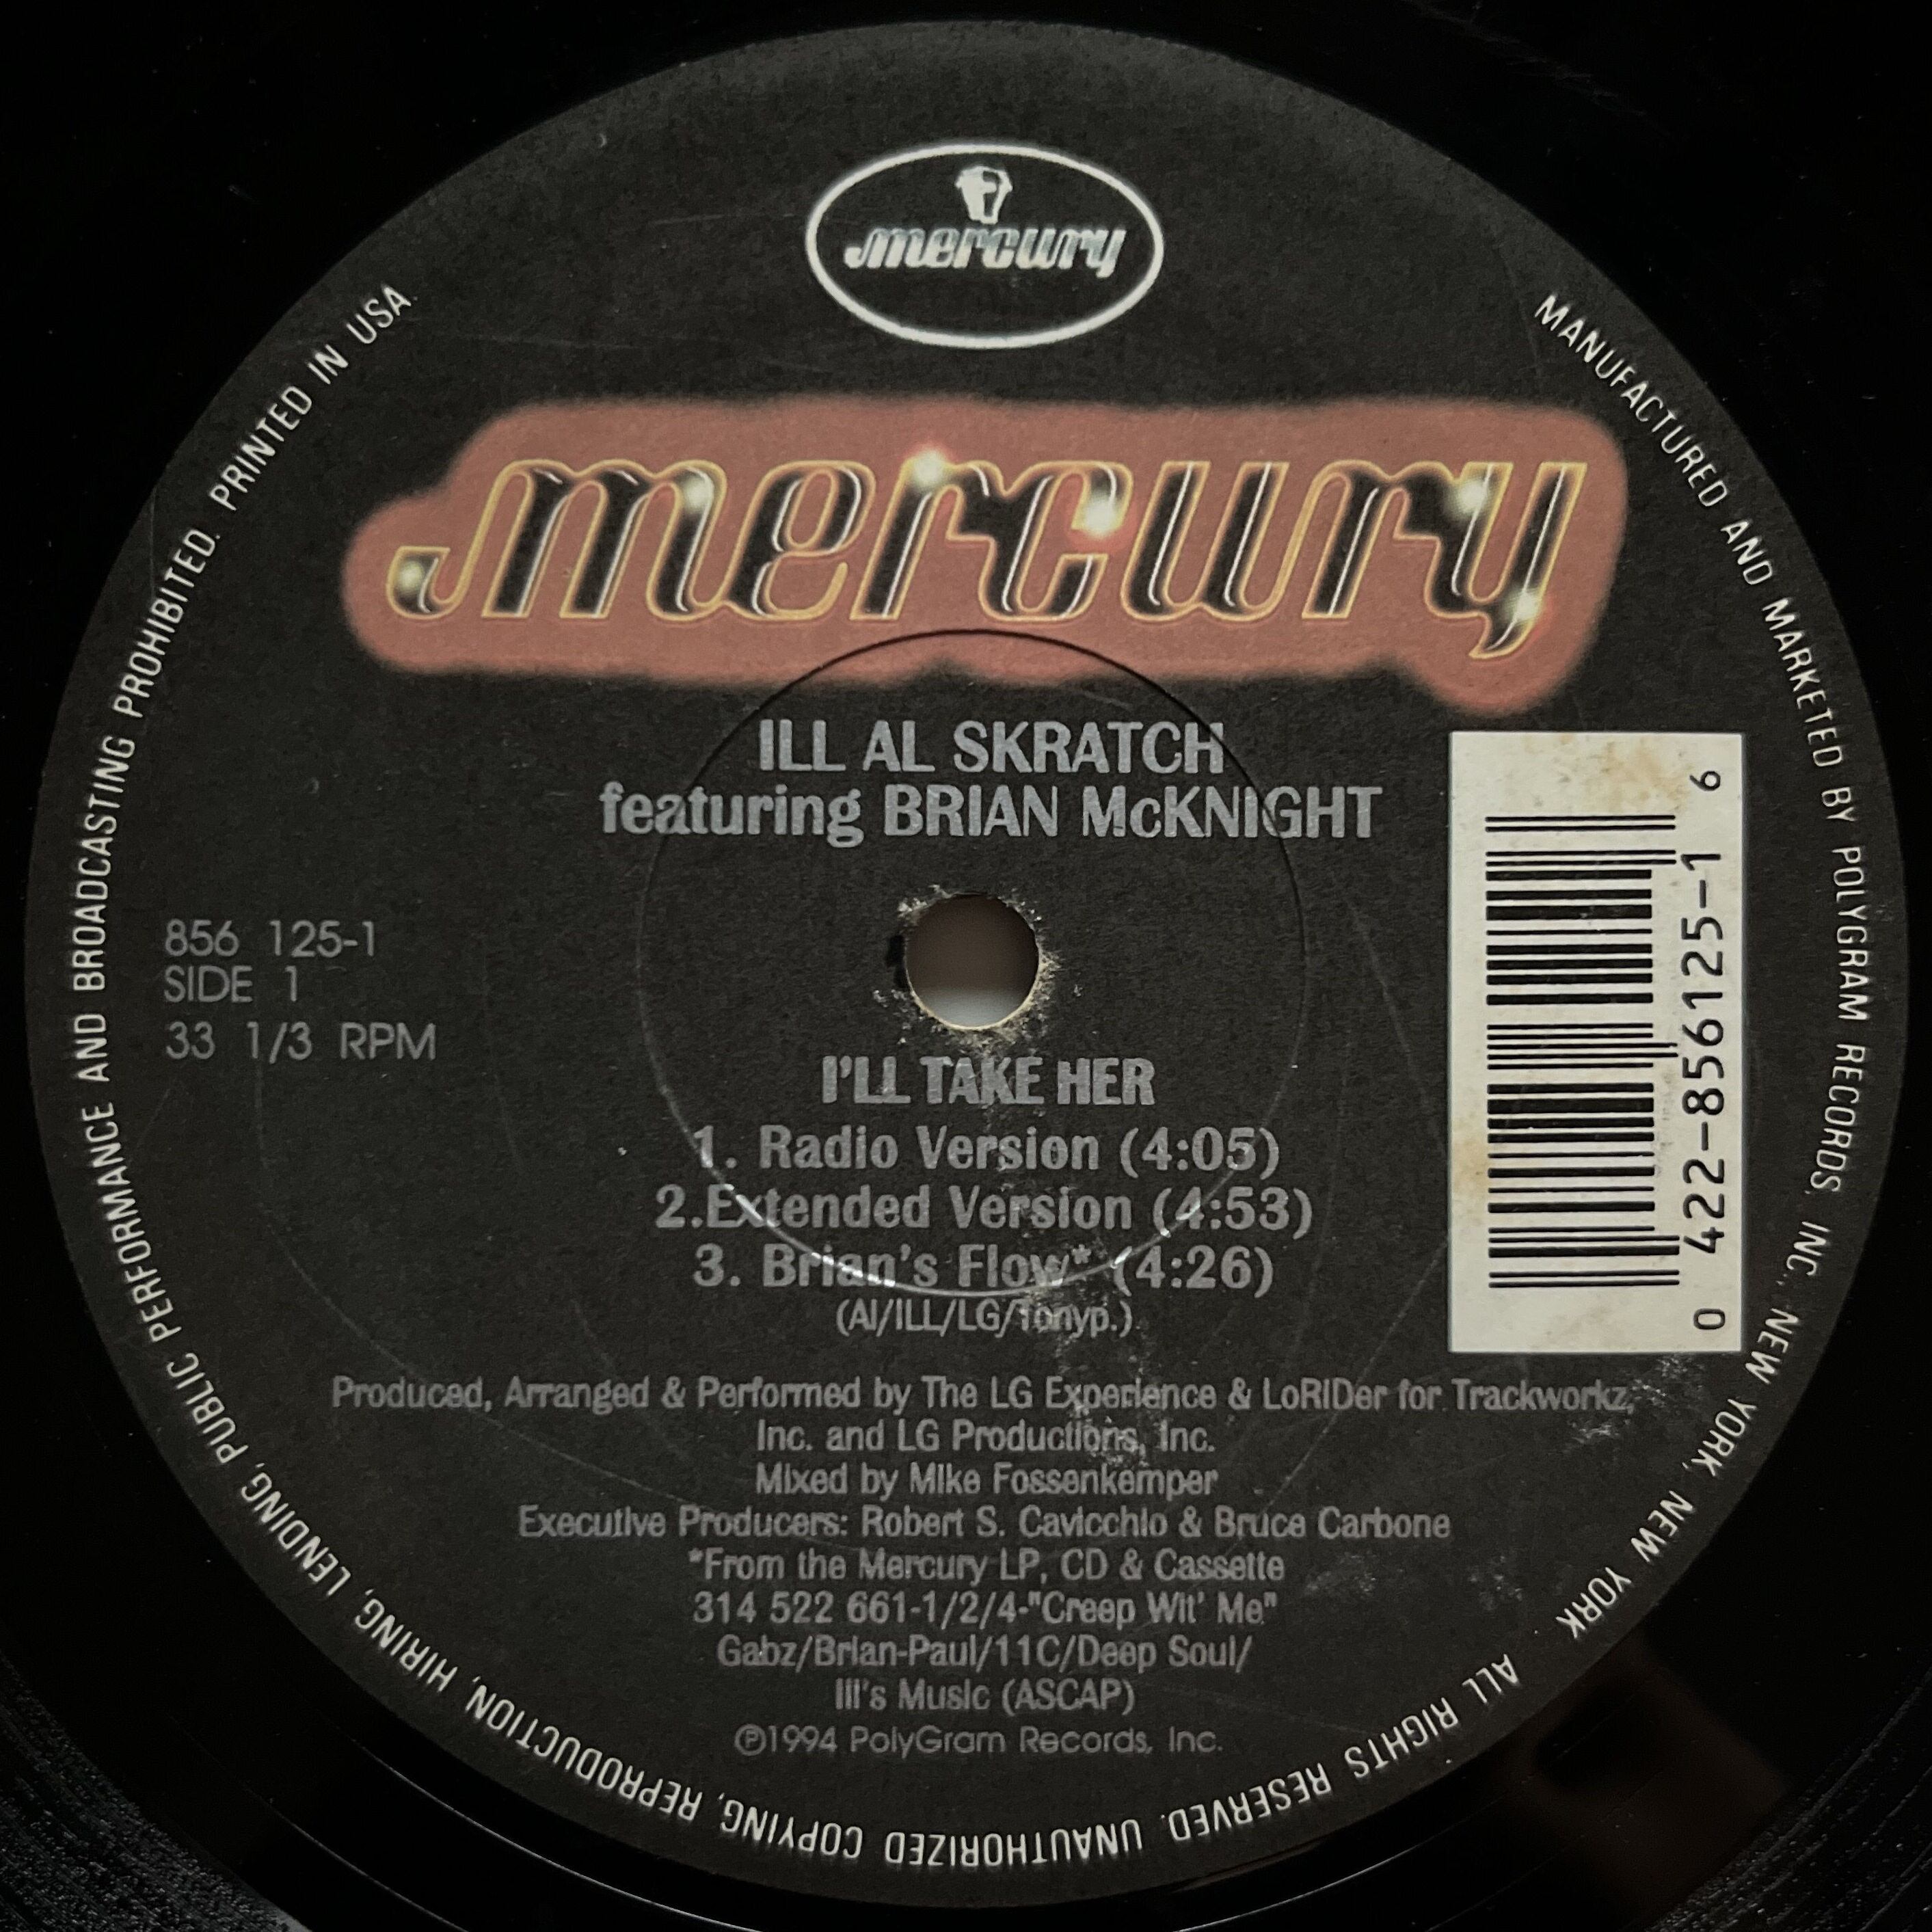 mercury
mercury
ILL AL SKRATCH
featuring BRIAN McKNIGHT
856 125-1
SIDE 1
33 1/3 RPM
I'LL TAKE HER
1. Radio Version (4:05)
2.Extended Version (4:53)
3. Brian's Flow* (4:26)
(Al/ILL/LG/Tonyp.)
Produced, Arranged & Performed by The LG Experience & LoRIDer for Trackworkz,
Inc. and LG Productions, Inc.
Mixed by Mike Fossenkemper
Executive Producers: Robert S. Cavicchio & Bruce Carbone
*From the Mercury LP, CD & Cassette
314 522 661-1/2/4-"Creep Wit' Me"
Gabz/Brian-Paul/11C/Deep Soul/
Ill's Music (ASCAP)
℗1994 PolyGram Records, Inc.
0 422-856125-1 6
MANUFACTURED AND MARKETED BY POLYGRAM RECORDS, INC., NEW YORK, NEW YORK ALL RIGHTS RESERVED. UNAUTHORIZED COPYING, REPRODUCTION, HIRING, LENDING, PUBLIC PERFORMANCE AND BROADCASTING PROHIBITED. PRINTED IN USA.